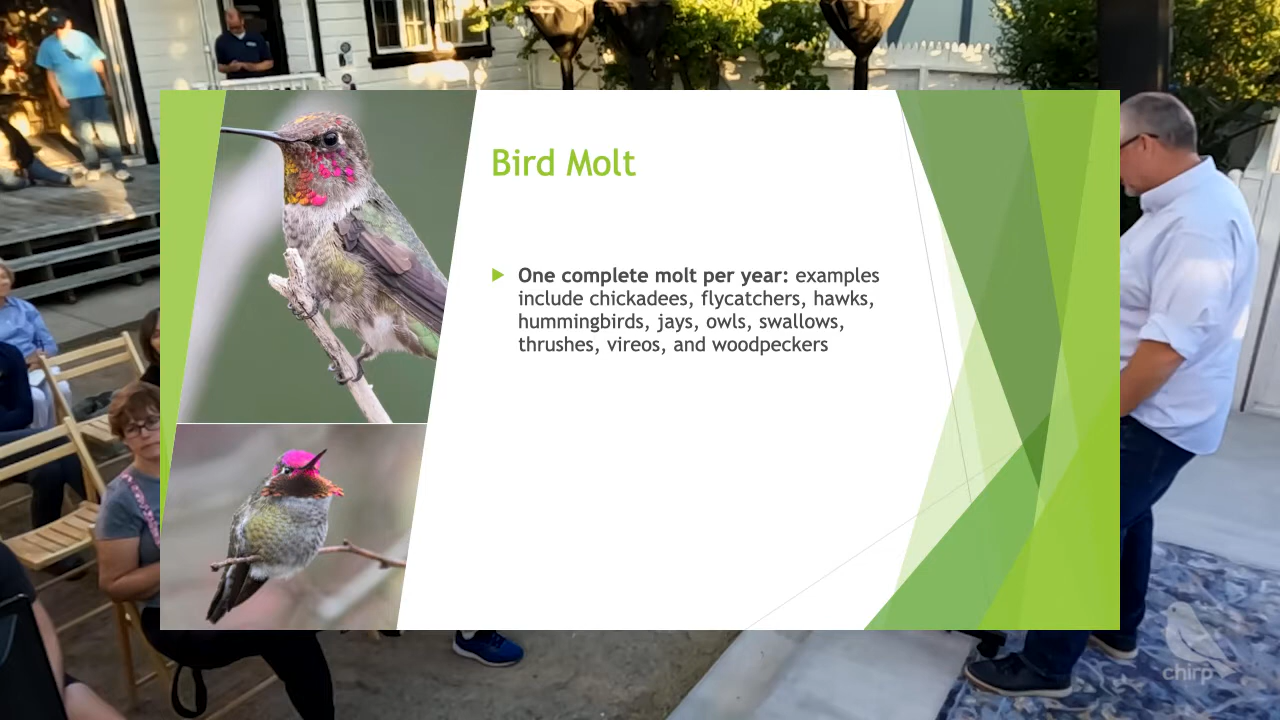 Bird Molt
One complete molt per year: examples
include chickadees, flycatchers, hawks,
hummingbirds, jays, owls, swallows,
thrushes, vireos, and woodpeckers
chirp